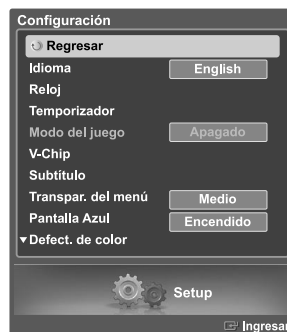 Configuración
Regresar
Idioma English
Reloj
Temporizador
Modo del juego Apagado
V-Chip
Subtítulo
Transpar. del menú Medio
Pantalla Azul Encendido
▼Defect. de color
Setup
Ingresar